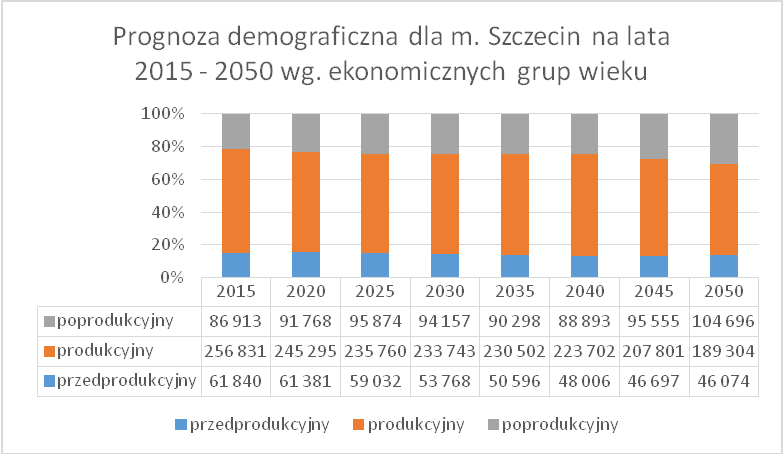 Prognoza demograficzna dla m. Szczecin na lata
2015 - 2050 wg. ekonomicznych grup wieku
100%
80%
60%
40%
20%
0%
2015 2020 2025 2030 2035 2040 2045 2050
poprodukcyjny 86 913 91 768 95 874 94 157 90 298 88 893 95 555 104 696
produkcyjny 256 831 245 295 235 760 233 743 230 502 223 702 207 801 189 304
przedprodukcyjny 61 840 61 381 59 032 53 768 50 596 48 006 46 697 46 074
przedprodukcyjny produkcyjny poprodukcyjny